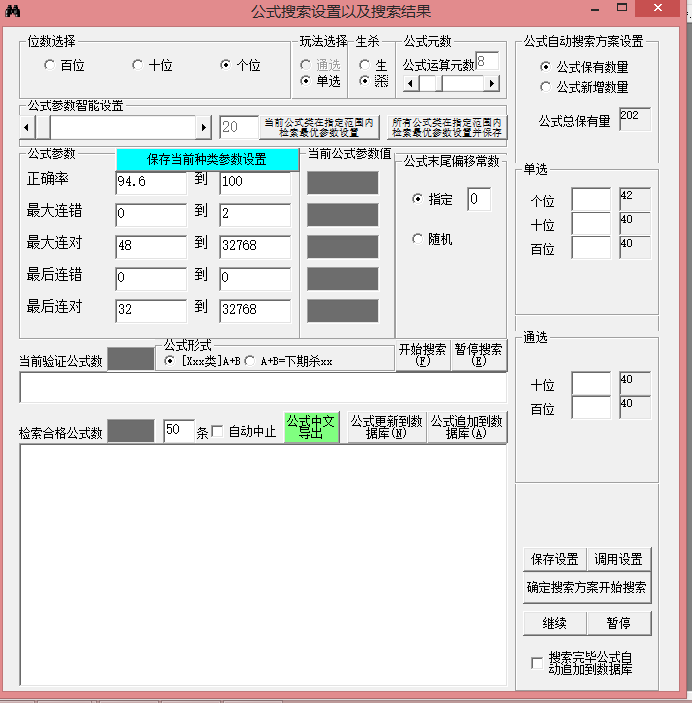 公式搜索设置以及搜索结果
位数选择
百位
十位
个位
玩法选择
通选
单选
生杀
生
杀
公式元数
公式运算元数
8
公式参数智能设置
20
当前公式类在指定范围内
检索最优参数设置
所有公式类在指定范围内
检索最优参数设置并保存
公式参数
保存当前种类参数设置
当前公式参数值
正确率
94.6
到
100
最大连错
0
到
2
最大连对
48
到
32768
最后连错
0
到
0
最后连对
32
到
32768
公式末尾偏移常数
指定
0
随机
当前验证公式数
公式形式
[Xxx类]A+B
A+B=下期杀xx
开始搜索
(F)
暂停搜索
(E)
检索合格公式数
50
条
自动中止
公式中文
导出
公式更新到数
据库(N)
公式追加到数
据库(A)
公式自动搜索方案设置
公式保有数量
公式新增数量
公式总保有量
202
单选
个位
42
十位
40
百位
40
通选
十位
40
百位
40
保存设置
调用设置
确定搜索方案开始搜索
继续
暂停
搜索完毕公式自
动追加到数据库